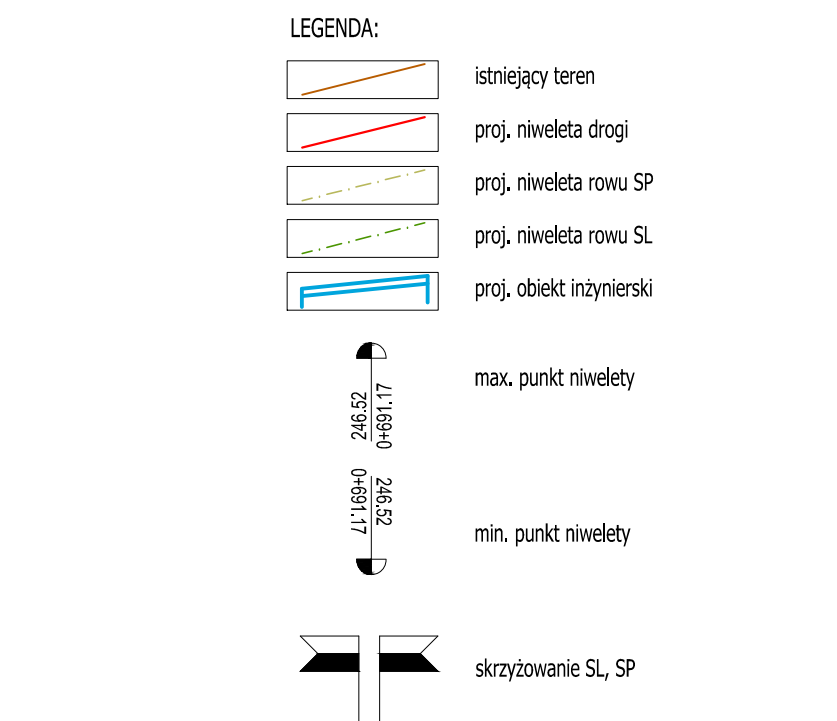 LEGENDA:
istniejący teren
proj. niweleta drogi
proj. niweleta rowu SP
proj. niweleta rowu SL
proj. obiekt inżynierski
246.52
0+691.17
max. punkt niwelety
0+691.17
246.52
min. punkt niwelety
skrzyżowanie SL, SP